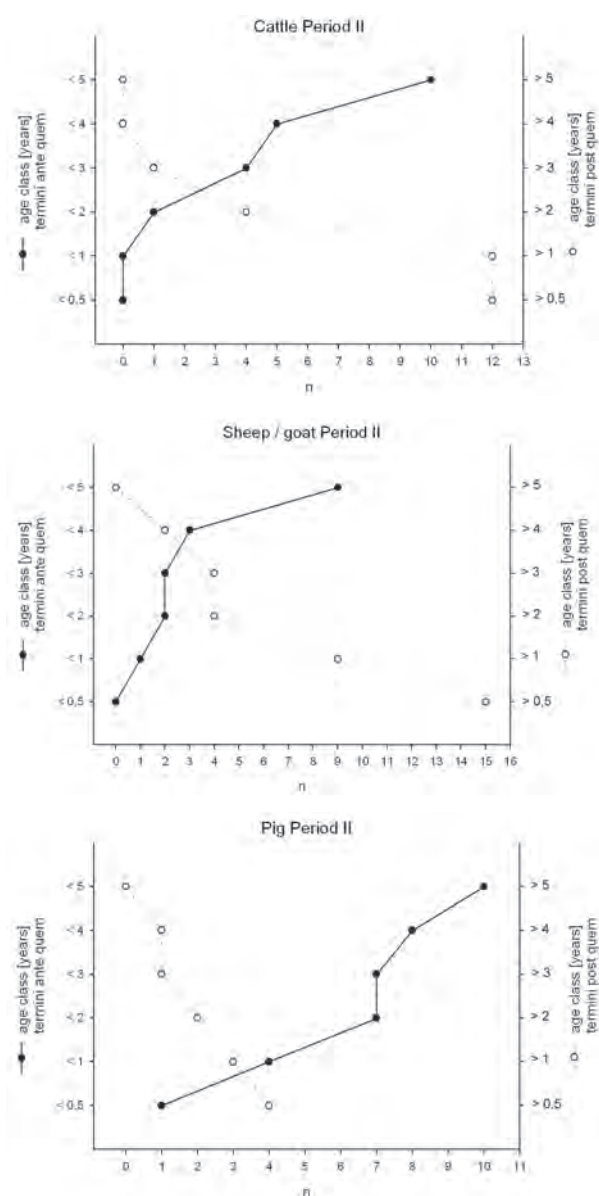 Cattle Period II
age class [years]
termini ante quem
< 5
< 4
< 3
< 2
< 1
< 0,5
> 5
> 4
> 3
> 2
> 1
> 0,5
age class [years]
termini post quem
0 1 2 3 4 5 6 7 8 9 10 11 12 13
n
Sheep / goat Period II
age class [years]
termini ante quem
< 5
< 4
< 3
< 2
< 1
< 0,5
> 5
> 4
> 3
> 2
> 1
> 0,5
age class [years]
termini post quem
0 1 2 3 4 5 6 7 8 9 10 11 12 13 14 15 16
n
Pig Period II
age class [years]
termini ante quem
< 5
< 4
< 3
< 2
< 1
< 0,5
> 5
> 4
> 3
> 2
> 1
> 0,5
age class [years]
termini post quem
0 1 2 3 4 5 6 7 8 9 10 11
n